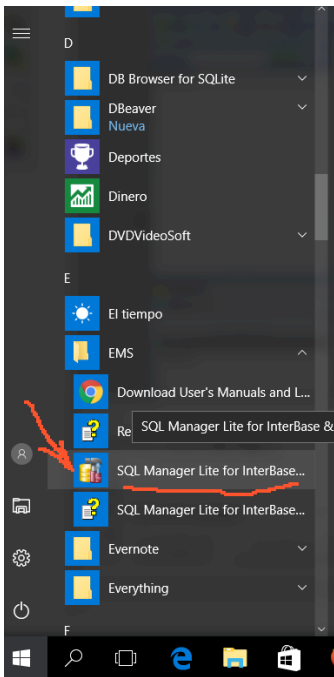 D
DB Browser for SQLite
DBeaver
Nueva
Deportes
Dinero
DVDVideoSoft
E
El tiempo
EMS
Download User's Manuals and L...
Re
SQL Manager Lite for InterBase &
SQL Manager Lite for InterBase...
SQL Manager Lite for InterBase...
Evernote
Everything
F